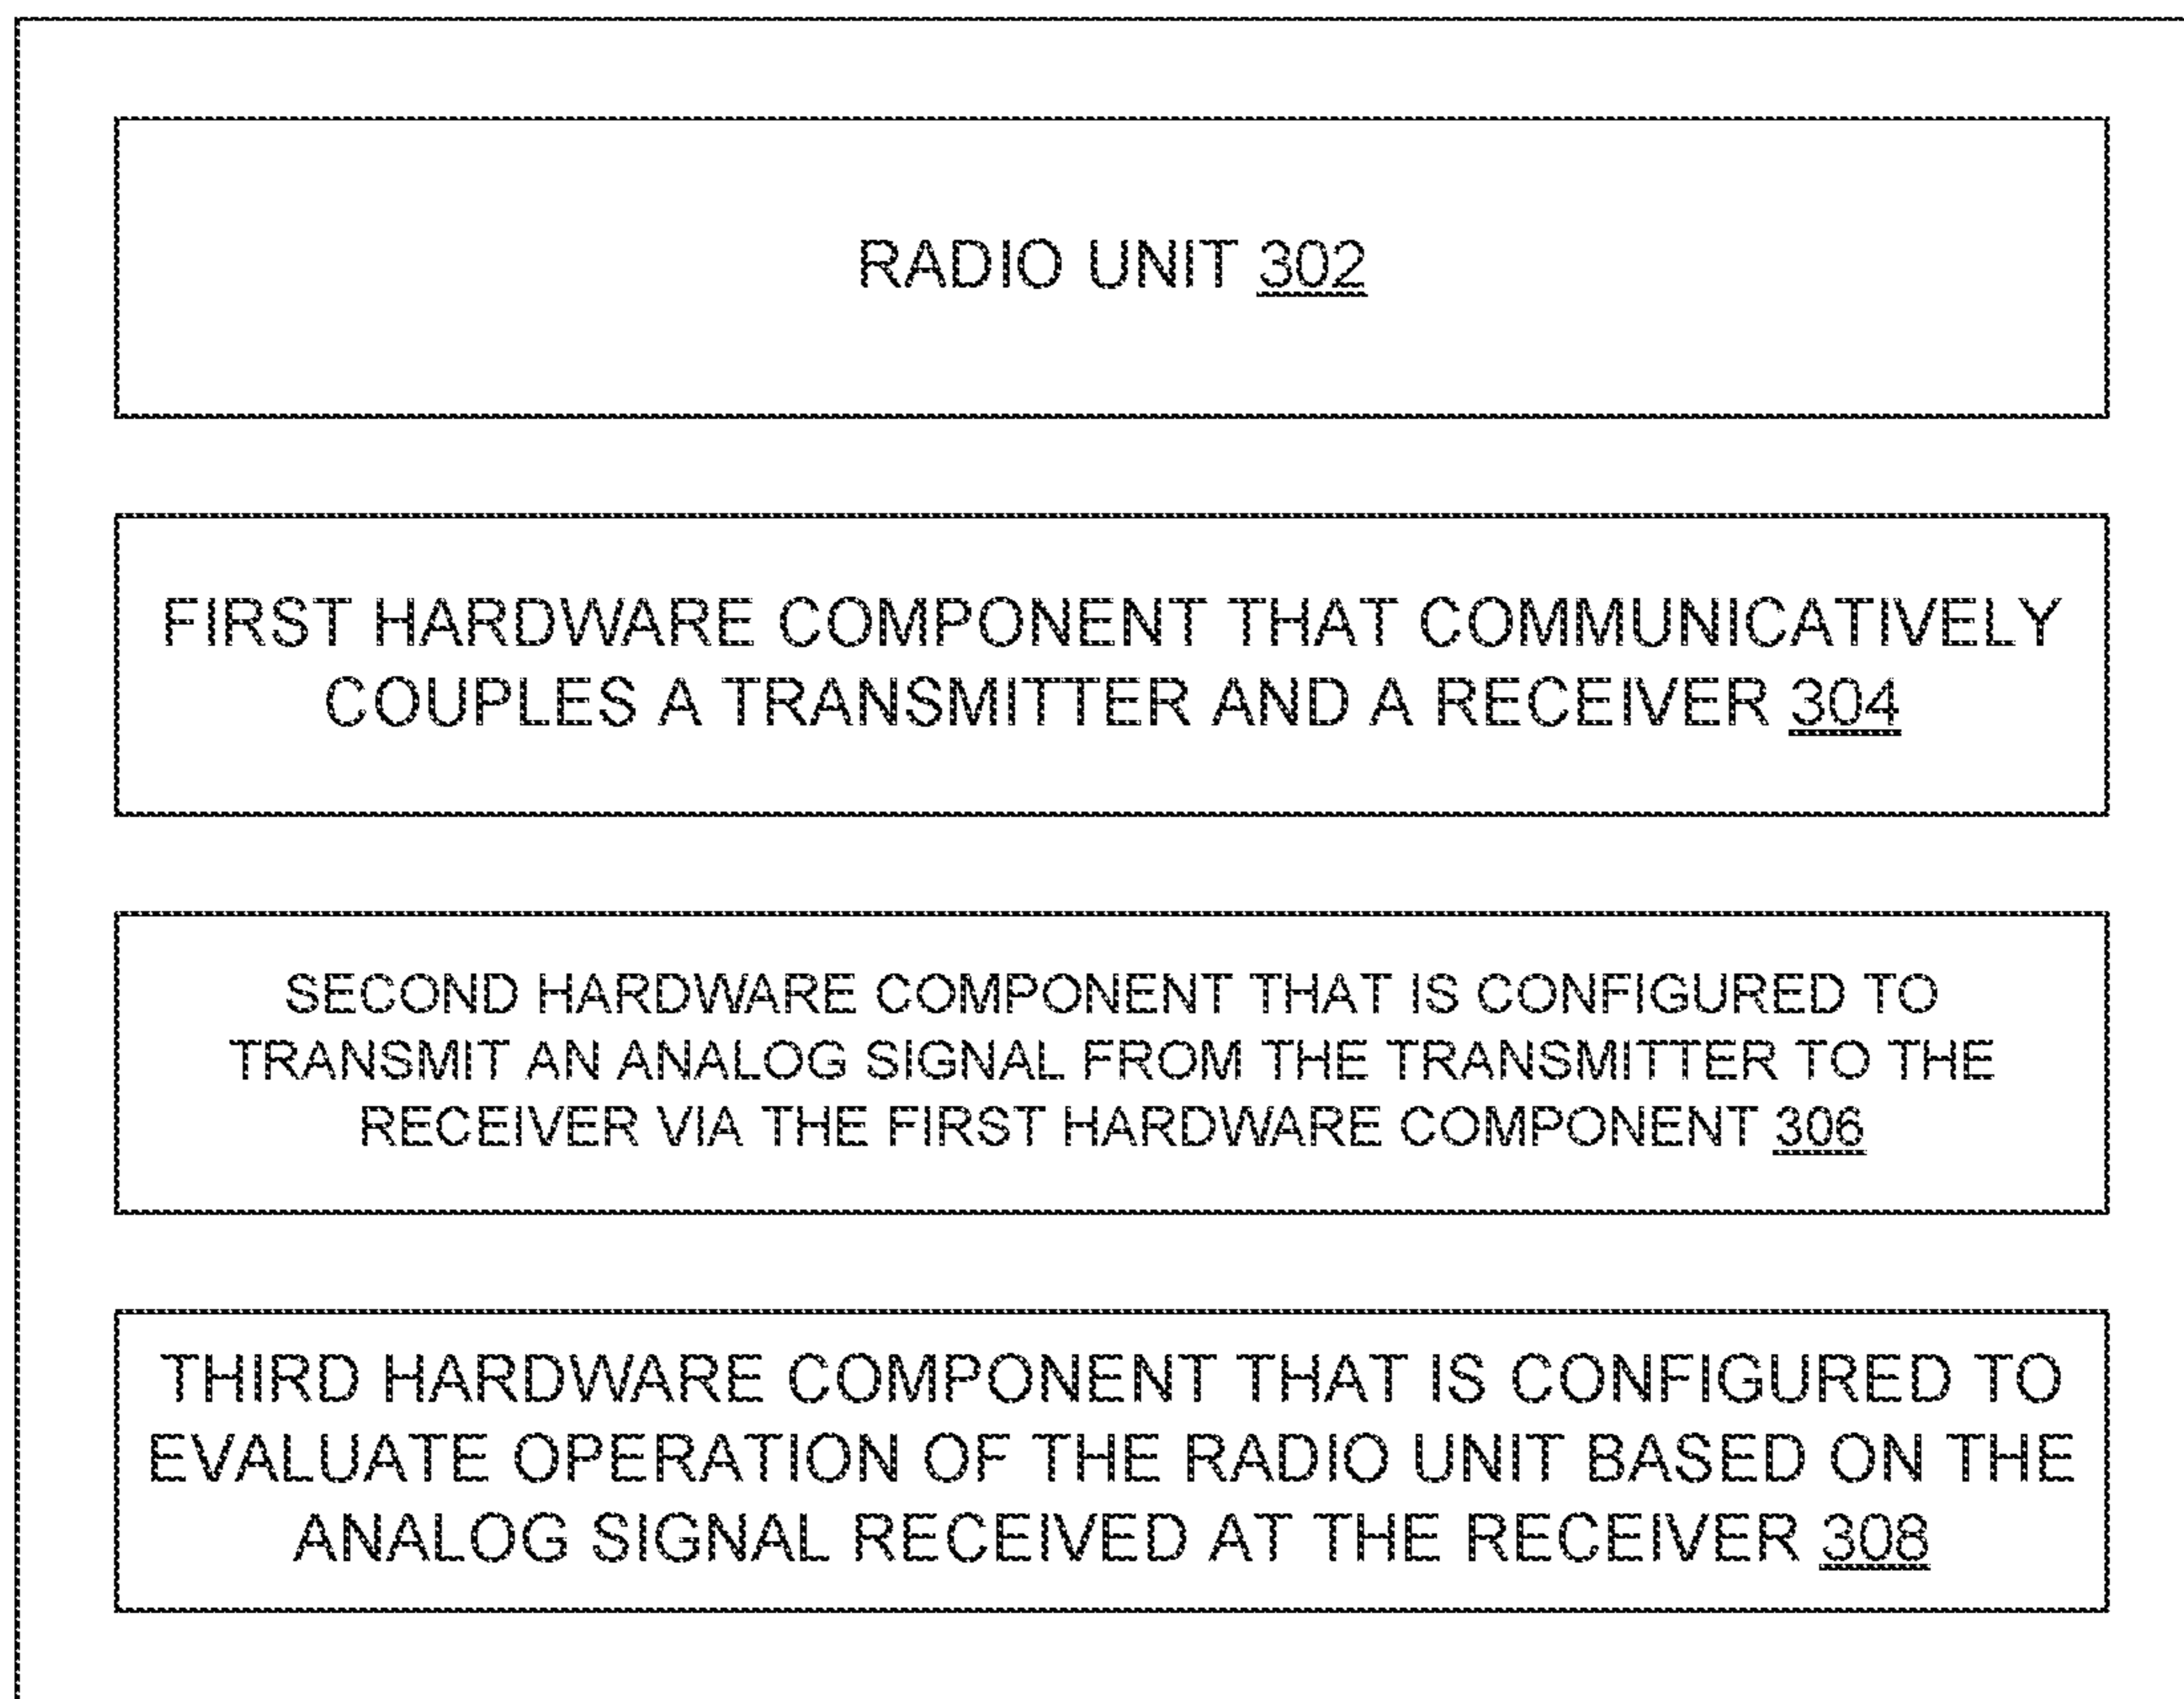 RADIO UNIT 302
FIRST HARDWARE COMPONENT THAT COMMUNICATIVELY
COUPLES A TRANSMITTER AND A RECEIVER 304
SECOND HARDWARE COMPONENT THAT IS CONFIGURED TO
TRANSMIT AN ANALOG SIGNAL FROM THE TRANSMITTER TO THE
RECEIVER VIA THE FIRST HARDWARE COMPONENT 306
THIRD HARDWARE COMPONENT THAT IS CONFIGURED TO
EVALUATE OPERATION OF THE RADIO UNIT BASED ON THE
ANALOG SIGNAL RECEIVED AT THE RECEIVER 308